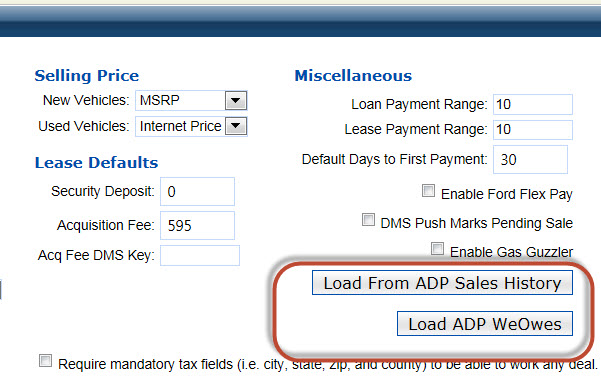 Selling Price
New Vehicles: MSRP
Used Vehicles: Internet Price
Lease Defaults
Security Deposit: 0
Acquisition Fee: 595
Acq Fee DMS Key:
Miscellaneous
Loan Payment Range: 10
Lease Payment Range: 10
Default Days to First Payment: 30
Enable Ford Flex Pay
DMS Push Marks Pending Sale
Enable Gas Guzzler
Load From ADP Sales History
Load ADP WeOwes
Require mandatory tax fields (i.e. city, state, zip, and county) to be able to work any deal.